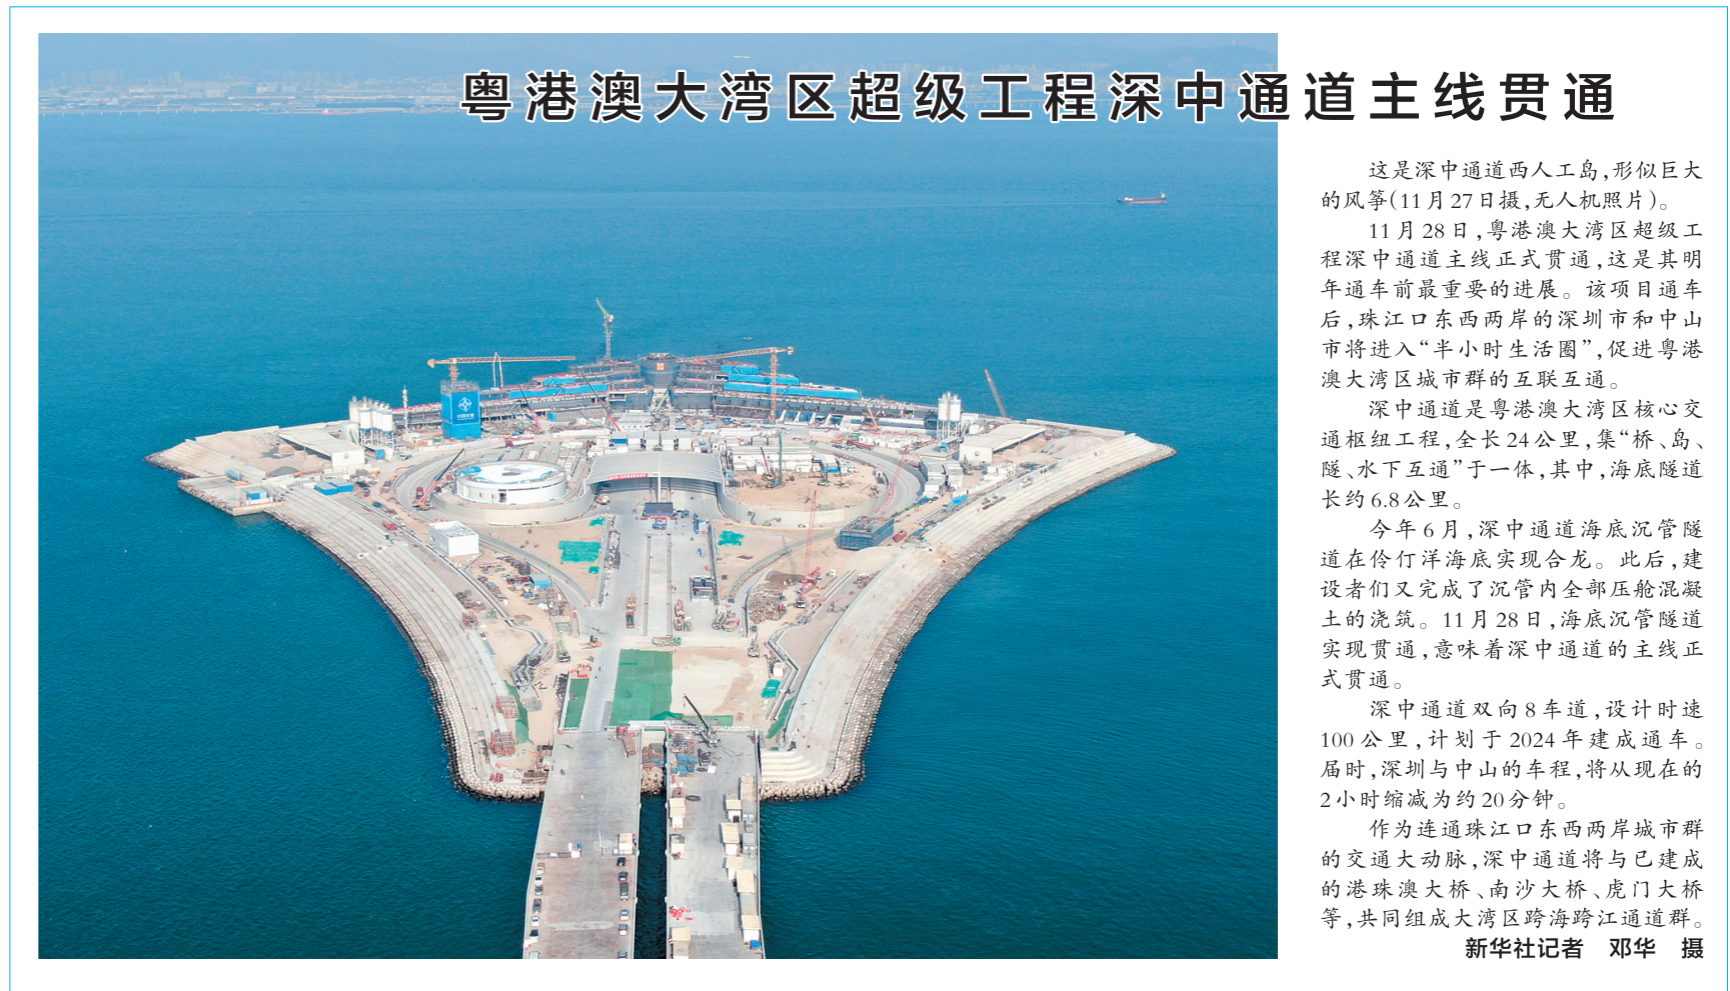 粤港澳大湾区超级工程深中通道主线贯通
这是深中通道西人工岛,形似巨大
的风筝(11月27日摄,无人机照片)。
11月28日,粤港澳大湾区超级工
程深中通道主线正式贯通,这是其明
年通车前最重要的进展。该项目通车
后,珠江口东西两岸的深圳市和中山
市将进入“半小时生活圈”,促进粤港
澳大湾区城市群的互联互通。
深中通道是粤港澳大湾区核心交
通枢纽工程,全长24公里,集“桥、岛、
隧、水下互通”于一体,其中,海底隧道
长约6.8公里。
今年6月,深中通道海底沉管隧
道在伶仃洋海底实现合龙。此后,建
设者们又完成了沉管内全部压舱混凝
土的浇筑。11月28日,海底沉管隧道
实现贯通,意味着深中通道的主线正
式贯通。
深中通道双向8车道,设计时速
100公里,计划于2024年建成通车。
届时,深圳与中山的车程,将从现在的
2小时缩减为约20分钟。
作为连通珠江口东西两岸城市群
的交通大动脉,深中通道将与已建成
的港珠澳大桥、南沙大桥、虎门大桥
等,共同组成大湾区跨海跨江通道群。
新华社记者 邓华 摄